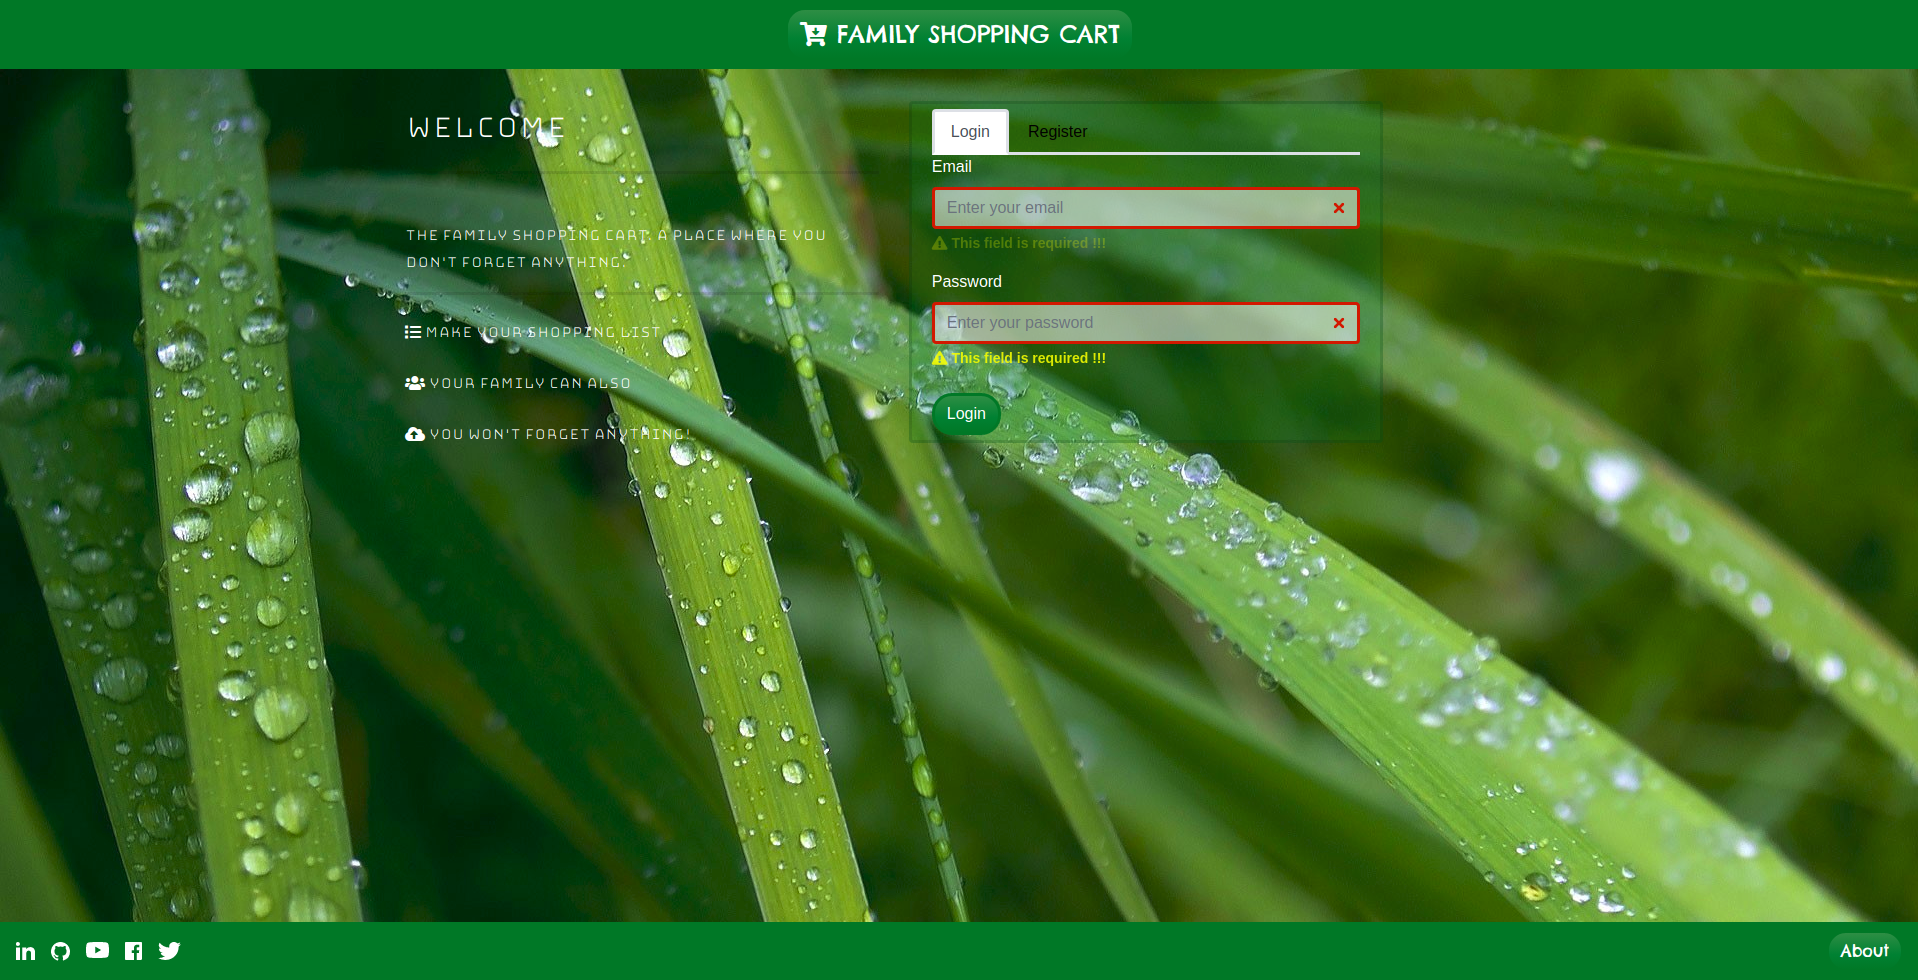 FAMILY SHOPPING CART
WELCOME
THE FAMILY SHOPPING CART. A PLACE WHERE YOU
DON'T FORGET ANYTHING.
MAKE YOUR SHOPPING LIST
YOUR FAMILY CAN ALSO
YOU WON'T FORGET ANYTHING!
Login Register
Email
Enter your email
This field is required !!!
Password
Enter your password
This field is required !!!
Login
About